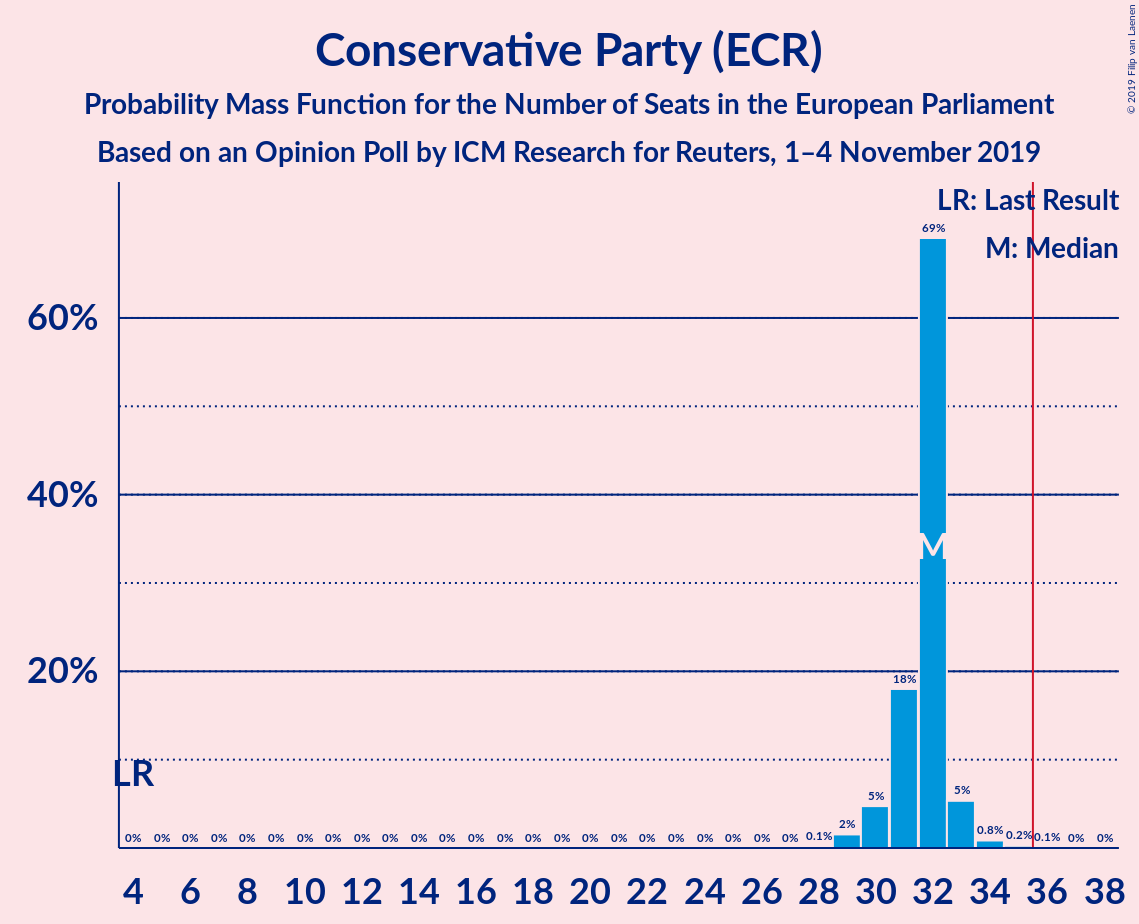 Conservative Party (ECR)
Probability Mass Function for the Number of Seats in the European Parliament
Based on an Opinion Poll by ICM Research for Reuters, 1–4 November 2019
© 2019 Filip van Laenen
LR: Last Result
M: Median
60%
40%
20%
LR
M
0% 0% 0% 0% 0% 0% 0% 0% 0% 0% 0% 0% 0% 0% 0% 0% 0% 0% 0% 0% 0% 0% 0% 0% 0.1% 2% 5% 18% 69% 5% 0.8% 0.2% 0.1% 0% 0%
4 6 8 10 12 14 16 18 20 22 24 26 28 30 32 34 36 38